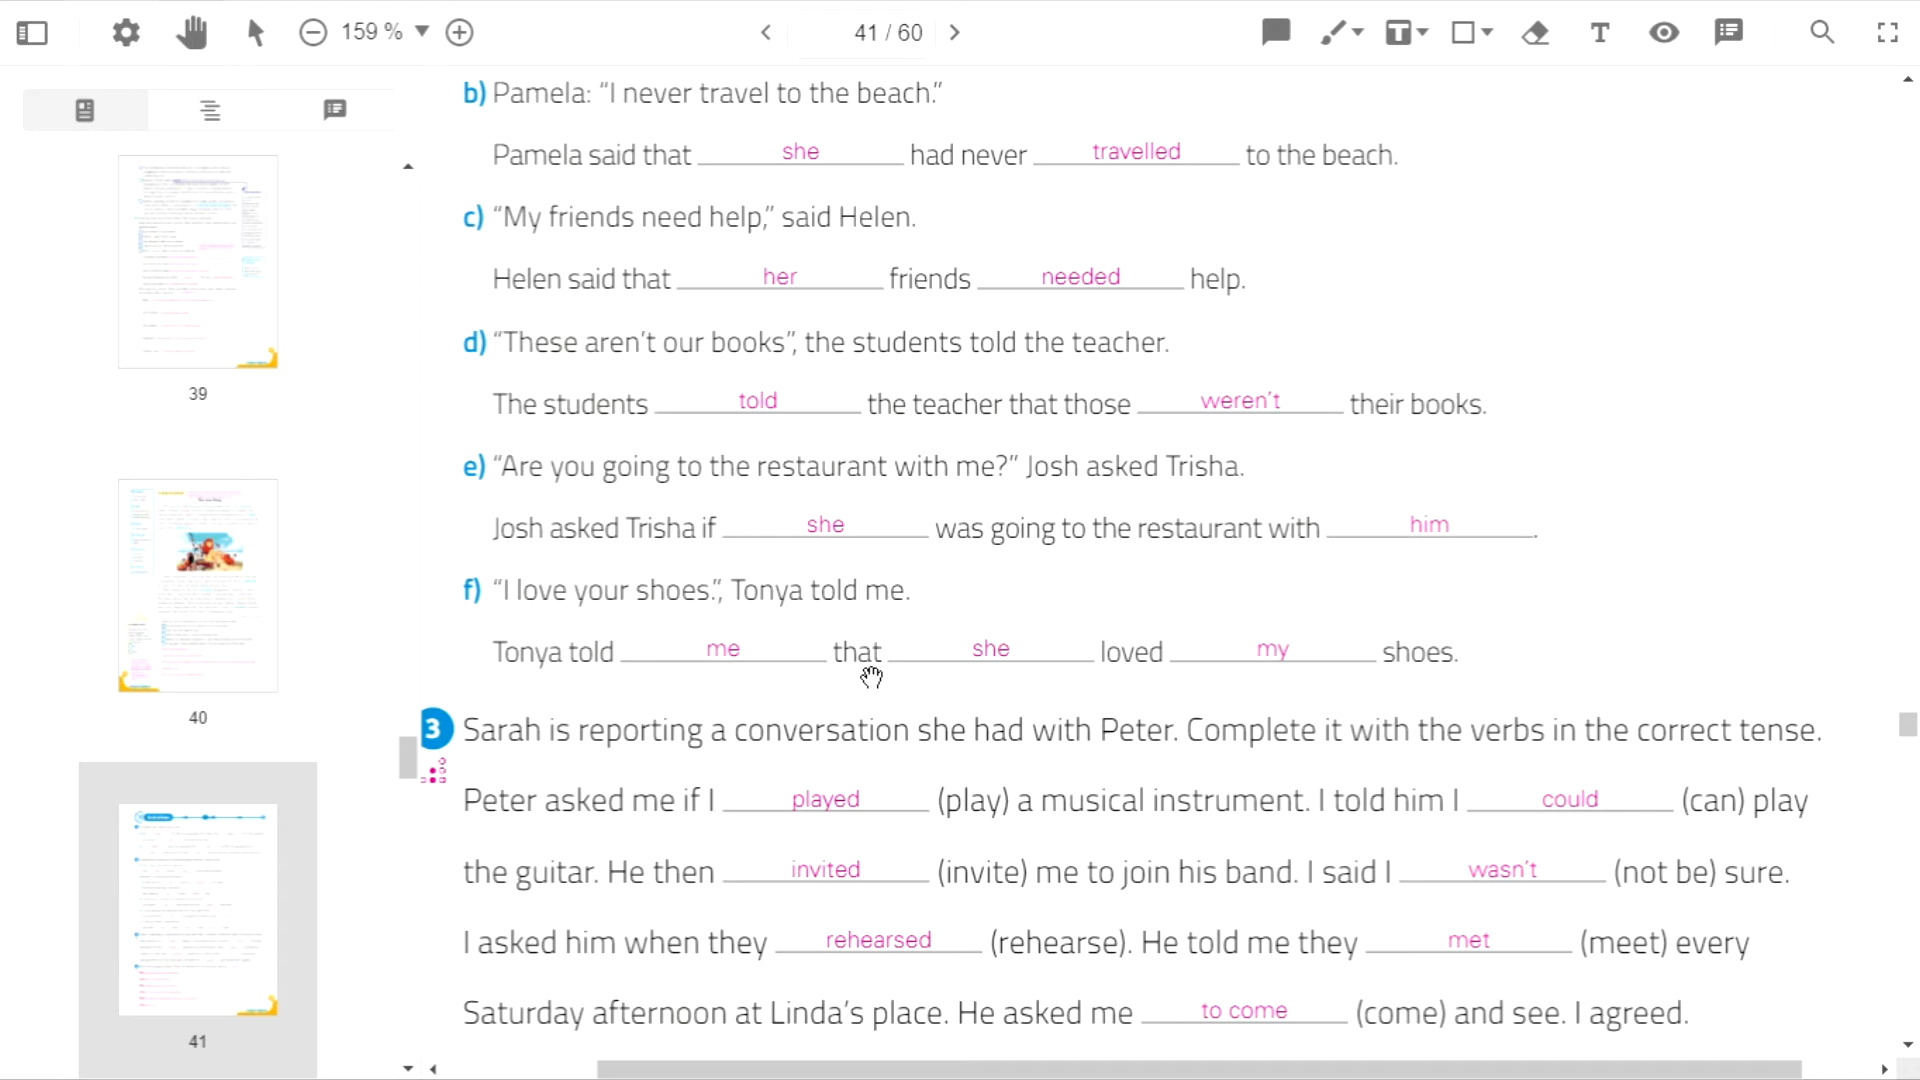 159 %
41 / 60
b) Pamela: “I never travel to the beach.”
Pamela said that she had never travelled to the beach.
c) “My friends need help,” said Helen.
Helen said that her friends needed help.
d) “These aren’t our books”, the students told the teacher.
The students told the teacher that those weren’t their books.
e) “Are you going to the restaurant with me?” Josh asked Trisha.
Josh asked Trisha if she was going to the restaurant with him.
f) “I love your shoes.”, Tonya told me.
Tonya told me that she loved my shoes.
3 Sarah is reporting a conversation she had with Peter. Complete it with the verbs in the correct tense.
Peter asked me if I played (play) a musical instrument. I told him I could (can) play
the guitar. He then invited (invite) me to join his band. I said I wasn’t (not be) sure.
I asked him when they rehearsed (rehearse). He told me they met (meet) every
Saturday afternoon at Linda’s place. He asked me to come (come) and see. I agreed.
39
40
41